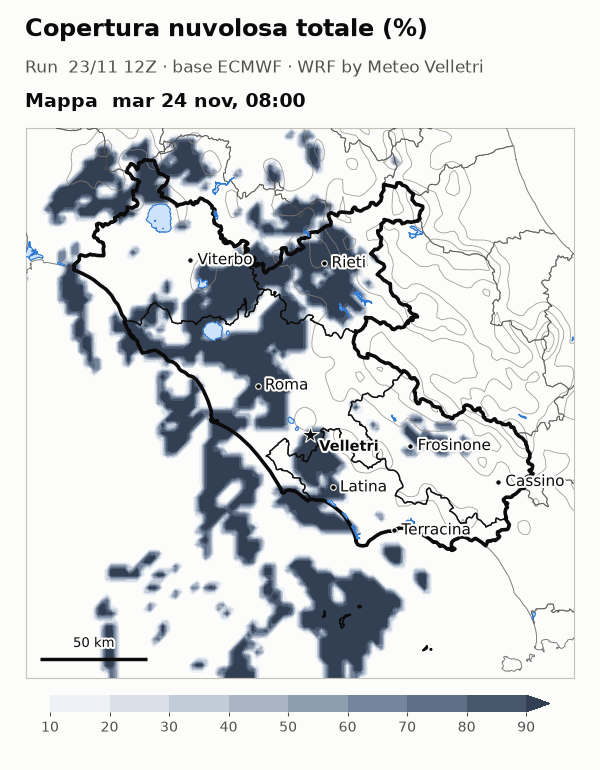 Copertura nuvolosa totale (%)
Run  23/11 12Z · base ECMWF · WRF by Meteo Velletri
Mappa  mar 24 nov, 08:00
Viterbo
Rieti
Roma
Velletri
Frosinone
Latina
Cassino
Terracina
50 km
10 20 30 40 50 60 70 80 90